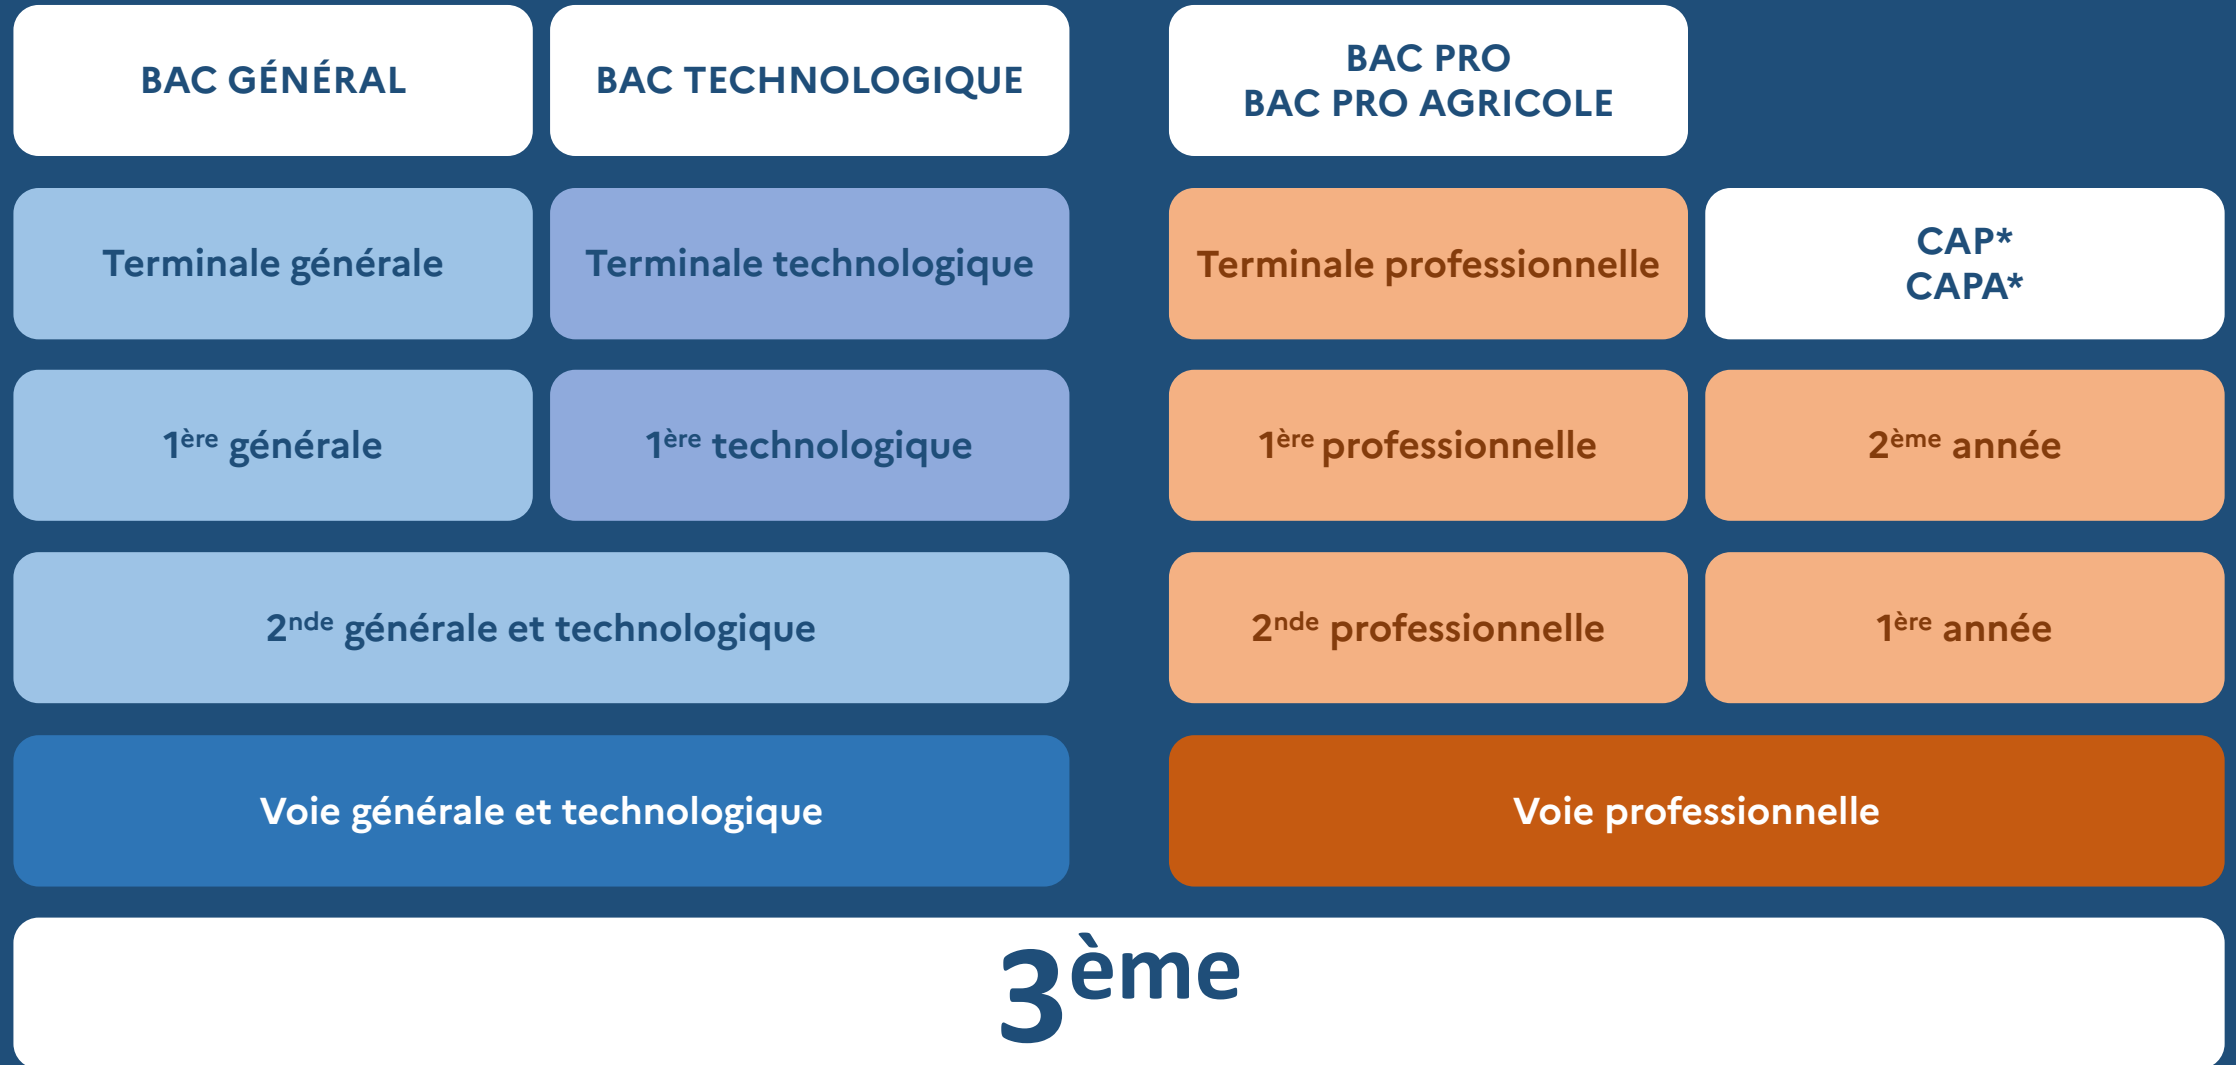 BAC GÉNÉRAL
BAC TECHNOLOGIQUE
BAC PRO
BAC PRO AGRICOLE
Terminale générale
Terminale technologique
Terminale professionnelle
CAP*
CAPA*
1ère générale
1ère technologique
1ère professionnelle
2ème année
2nde générale et technologique
2nde professionnelle
1ère année
Voie générale et technologique
Voie professionnelle
3ème